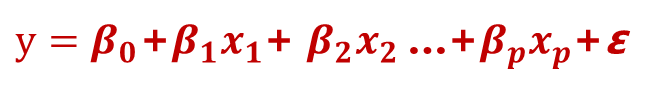 y = β₀+β₁x₁+ β₂x₂ ...+βₚxₚ+ε